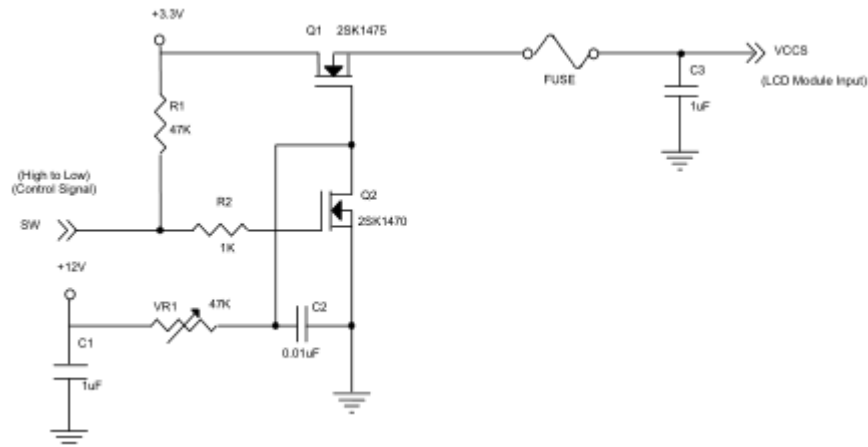 +3.3V
Q1 2SK1475
R1
47K
FUSE
C3
1uF
VCCS
(LCD Module Input)
(High to Low)
(Control Signal)
SW
R2
1K
Q2
2SK1470
+12V
VR1
47K
C2
0.01uF
C1
1uF